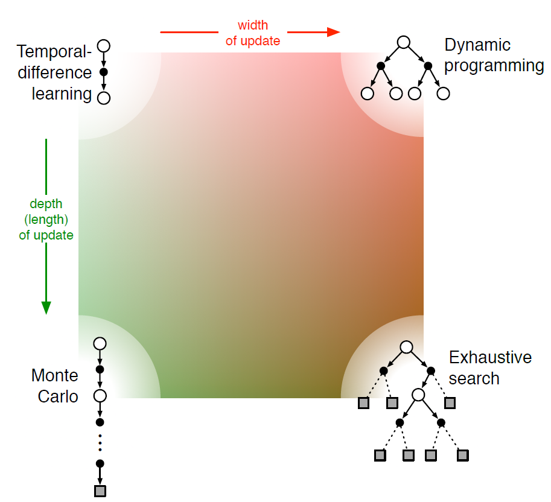 width
of update
Temporal-
difference
learning
Dynamic
programming
depth
(length)
of update
Monte
Carlo
Exhaustive
search